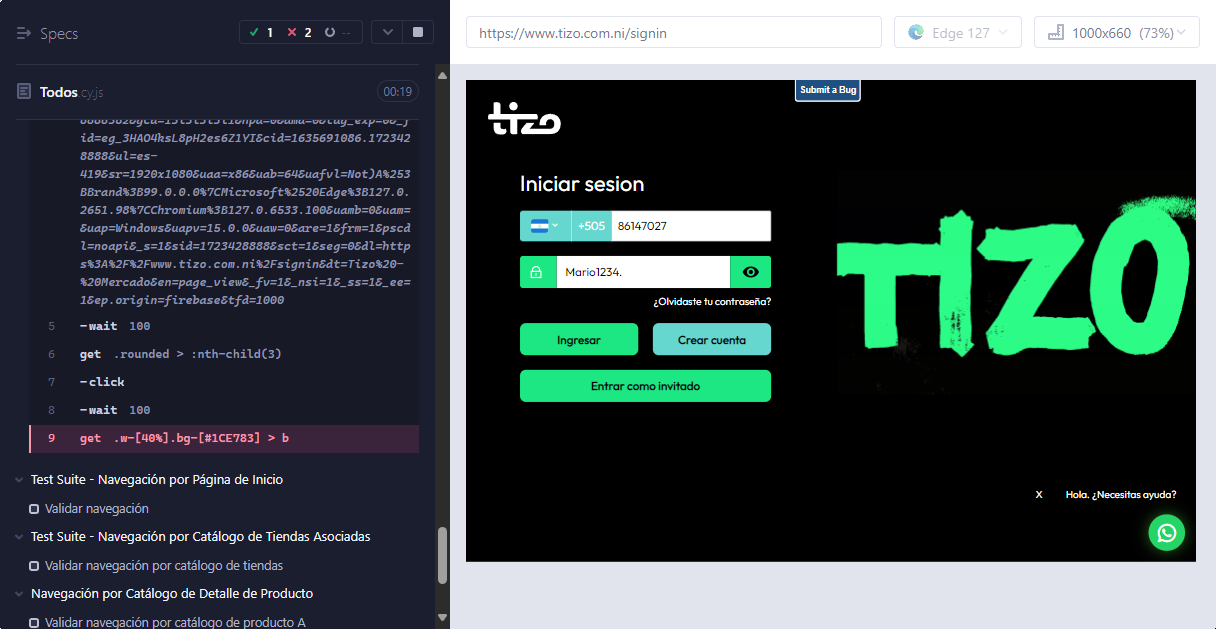 Specs
1
2
--
Todos.cy.js
00:19
id=eg_3HAO4ksL8pH2es6Z1YI&cid=1635691086.172342
8888&ul=es-
419&sr=1920x1080&uaa=x86&uab=64&uafvl=Not)A%253
BBrand%3B99.0.0.0%7CMicrosoft%2520Edge%3B127.0.
2651.98%7CChromium%3B127.0.6533.100&uamb=0&uam=
&uap=Windows&uapv=15.0.0&uaw=0&are=1&frm=1&pscd
l=noapi&_s=1&sid=1723428888&sct=1&seg=0&dl=http
s%3A%2F%2Fwww.tizo.com.ni%2Fsignin&dt=Tizo%20-
%20Mercado&en=page_view&_fv=1&_nsi=1&_ss=1&_ee=
1&ep.origin=firebase&tfd=1000
5 -wait 100
6 get .rounded > :nth-child(3)
7 -click
8 -wait 100
9 get .w-[40%].bg-[#1CE783] > b
Test Suite - Navegación por Página de Inicio
Validar navegación
Test Suite - Navegación por Catálogo de Tiendas Asociadas
Validar navegación por catálogo de tiendas
Navegación por Catálogo de Detalle de Producto
Validar navegación por catálogo de producto A
https://www.tizo.com.ni/signin
Edge 127
1000x660 (73%)
Submit a Bug
tizo
Iniciar sesion
+505 86147027
Mario1234.
¿Olvidaste tu contraseña?
Ingresar
Crear cuenta
Entrar como invitado
TIZO
X Hola. ¿Necesitas ayuda?